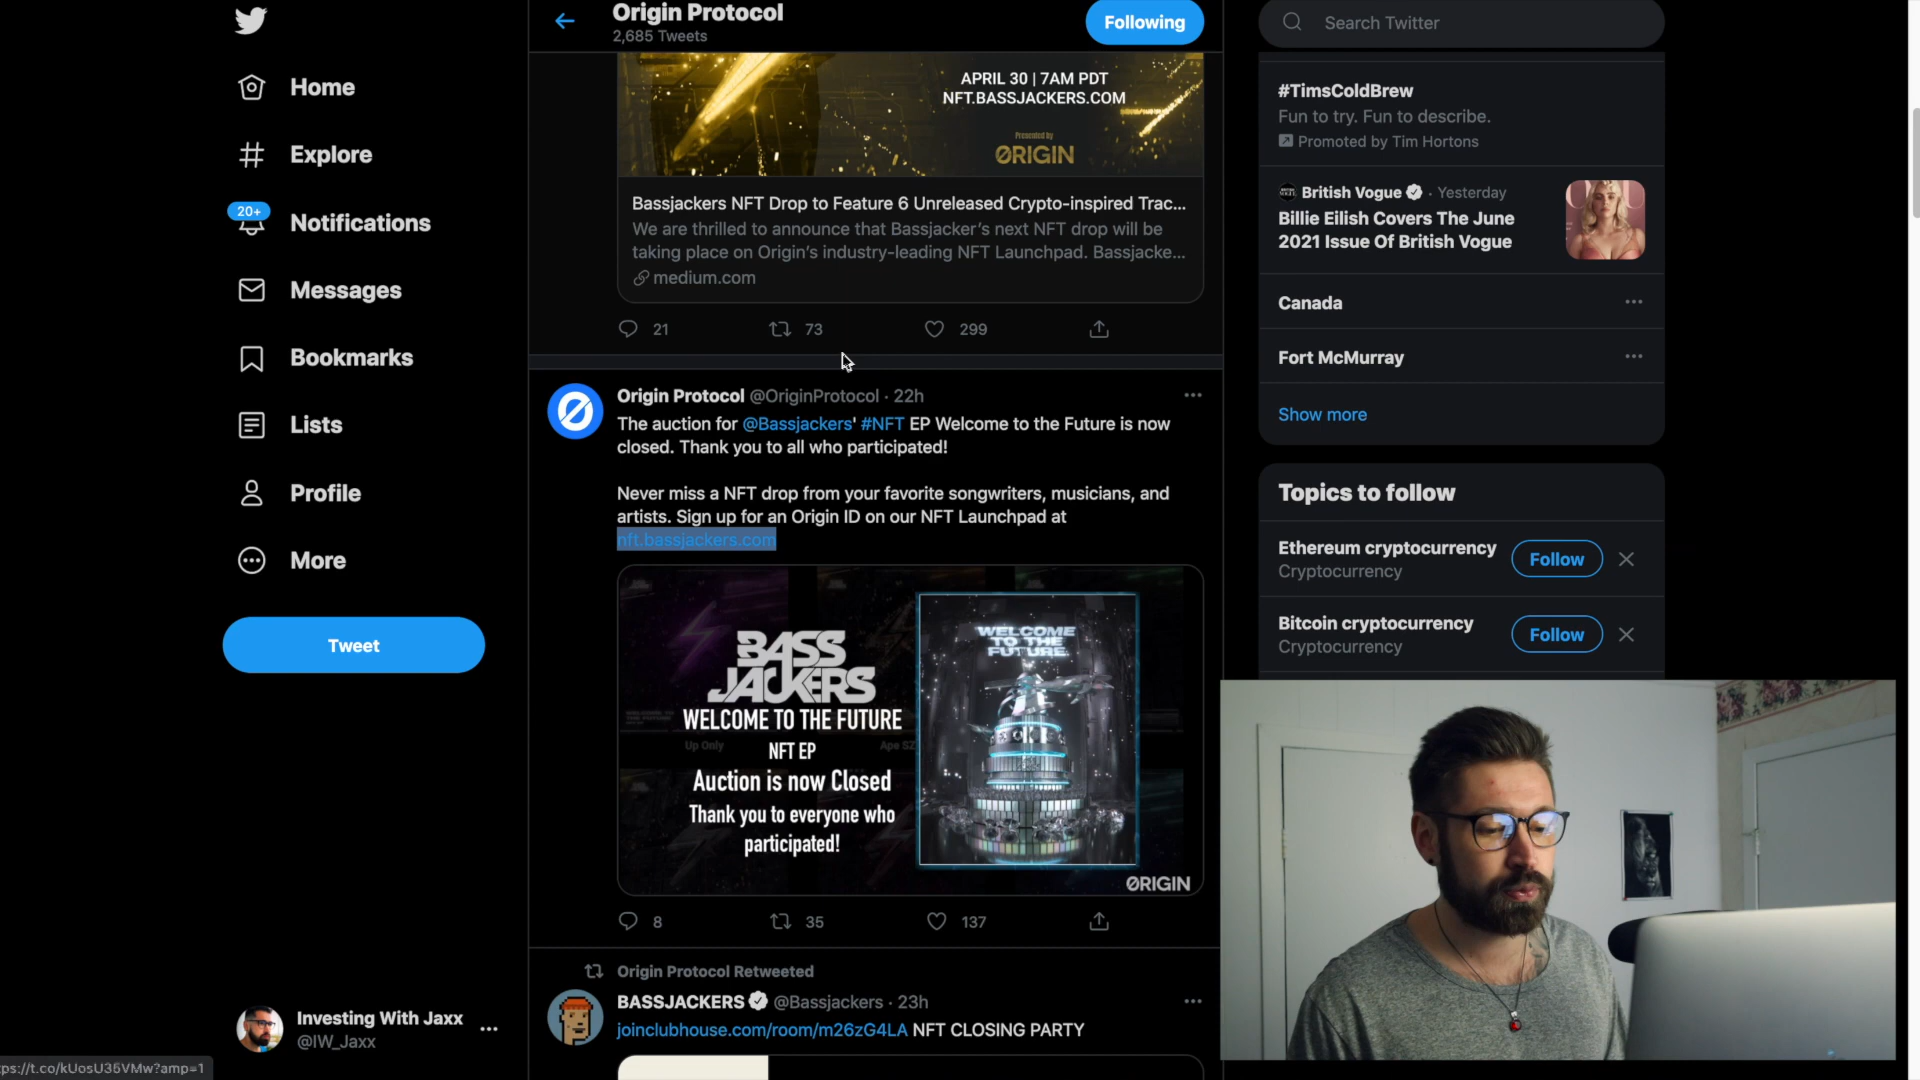 Home
Explore
20+
Notifications
Messages
Bookmarks
Lists
Profile
More
Tweet
Investing With Jaxx
@IW_Jaxx
ps://t.co/kUosU35VMw?amp=1
Origin Protocol
2,685 Tweets
Following
APRIL 30 | 7AM PDT
NFT.BASSJACKERS.COM
Presented by
ORIGIN
Bassjackers NFT Drop to Feature 6 Unreleased Crypto-inspired Trac...
We are thrilled to announce that Bassjacker's next NFT drop will be
taking place on Origin's industry-leading NFT Launchpad. Bassjacke...
medium.com
21 73 299
Origin Protocol @OriginProtocol · 22h
The auction for @Bassjackers' #NFT EP Welcome to the Future is now
closed. Thank you to all who participated!
Never miss a NFT drop from your favorite songwriters, musicians, and
artists. Sign up for an Origin ID on our NFT Launchpad at
nft.bassjackers.com
BASS
JACKERS
WELCOME TO THE FUTURE
NFT EP
Up Only
Auction is now Closed
Thank you to everyone who
participated!
WELCOME
TO THE
FUTURE
ORIGIN
8 35 137
Origin Protocol Retweeted
BASSJACKERS @Bassjackers · 23h
joinclubhouse.com/room/m26zG4LA NFT CLOSING PARTY
Search Twitter
#TimsColdBrew
Fun to try. Fun to describe.
Promoted by Tim Hortons
British Vogue · Yesterday
Billie Eilish Covers The June
2021 Issue Of British Vogue
Canada
Fort McMurray
Show more
Topics to follow
Ethereum cryptocurrency
Cryptocurrency
Follow
Bitcoin cryptocurrency
Cryptocurrency
Follow